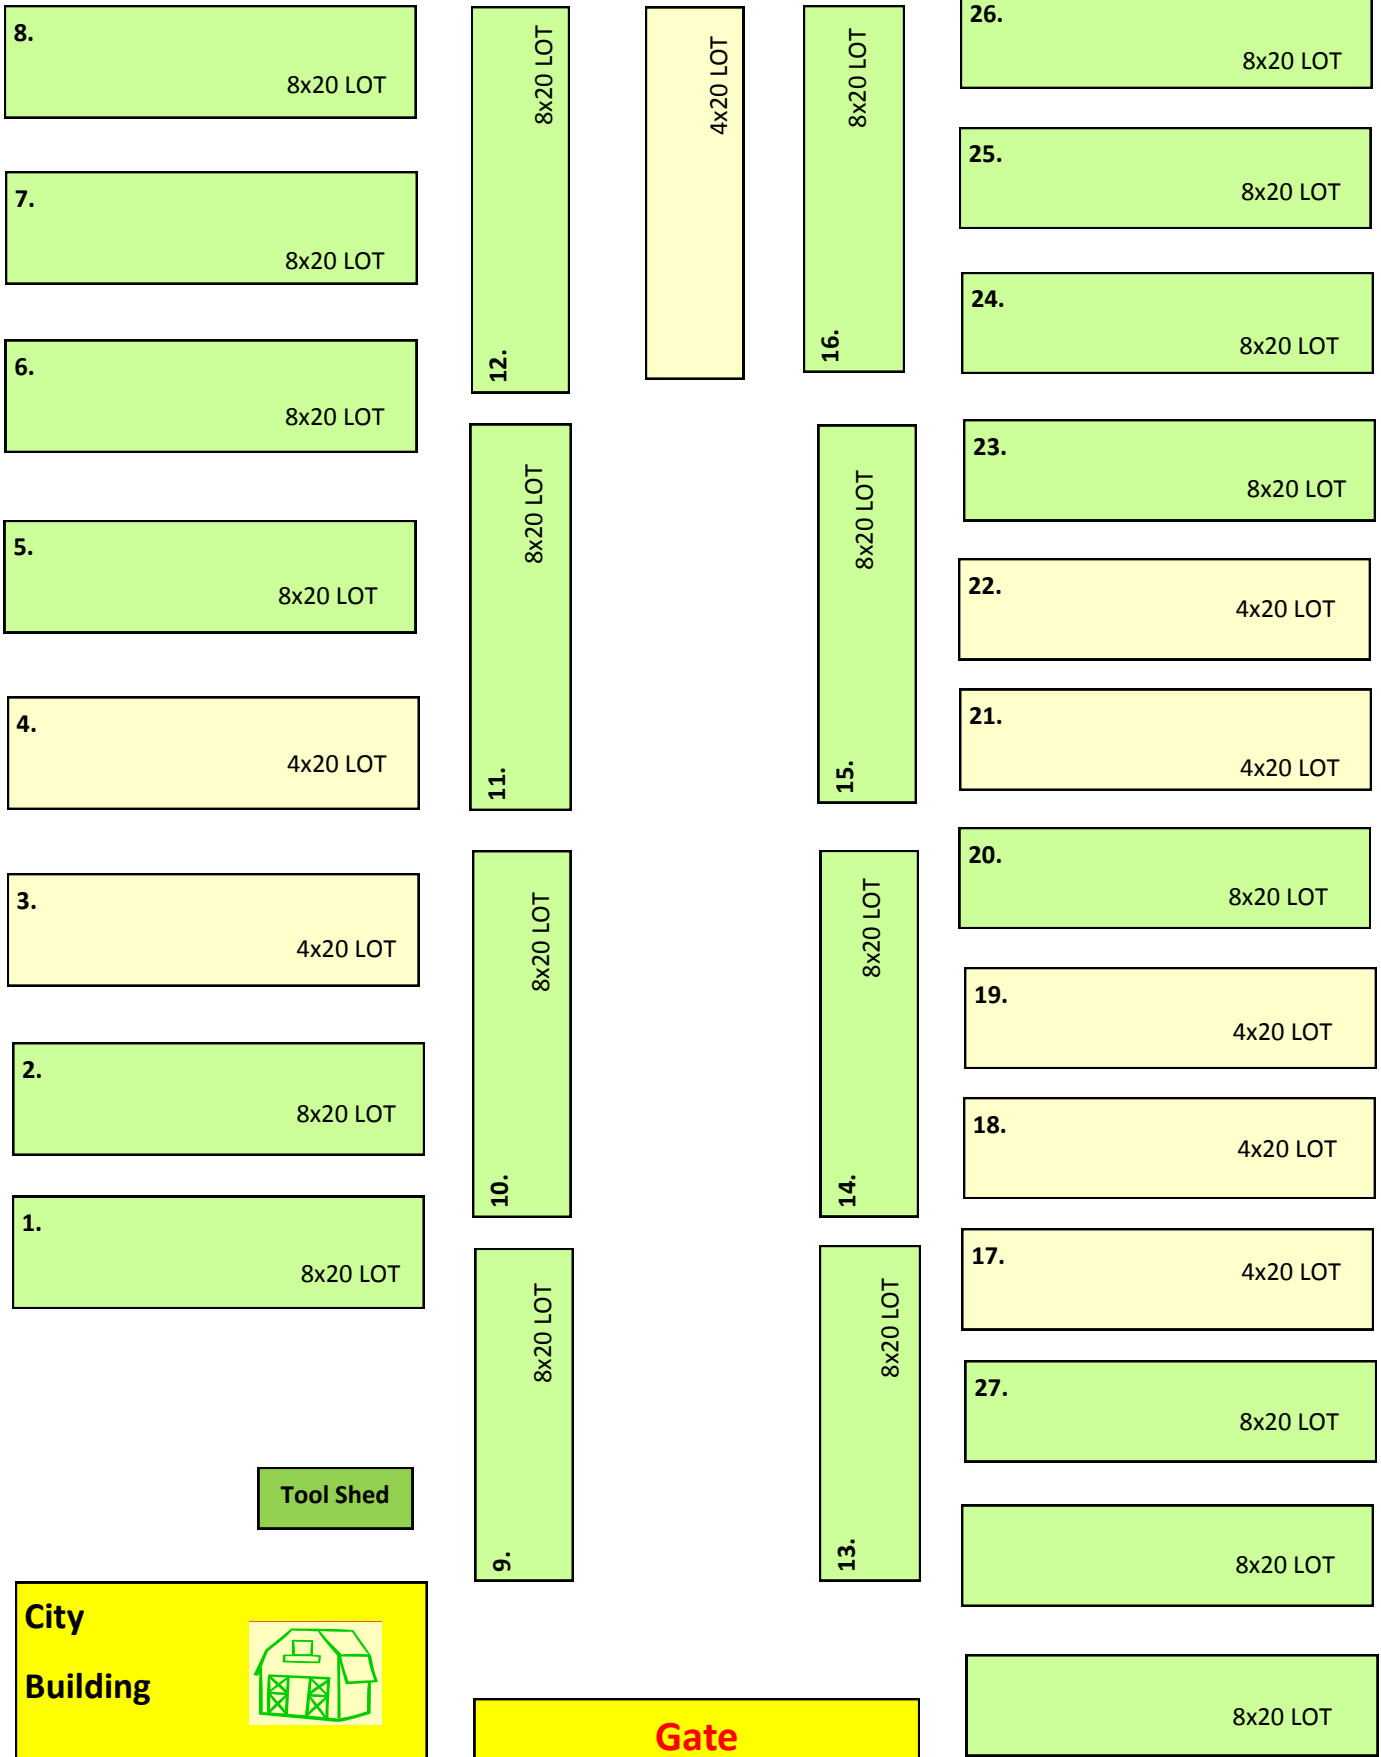 8.
8x20 LOT
7.
8x20 LOT
6.
8x20 LOT
5.
8x20 LOT
4.
4x20 LOT
3.
4x20 LOT
2.
8x20 LOT
1.
8x20 LOT
Tool Shed
City
Building
12.
8x20 LOT
11.
8x20 LOT
10.
8x20 LOT
9.
8x20 LOT
4x20 LOT
Gate
16.
8x20 LOT
15.
8x20 LOT
14.
8x20 LOT
13.
8x20 LOT
26.
8x20 LOT
25.
8x20 LOT
24.
8x20 LOT
23.
8x20 LOT
22.
4x20 LOT
21.
4x20 LOT
20.
8x20 LOT
19.
4x20 LOT
18.
4x20 LOT
17.
4x20 LOT
27.
8x20 LOT
8x20 LOT
8x20 LOT